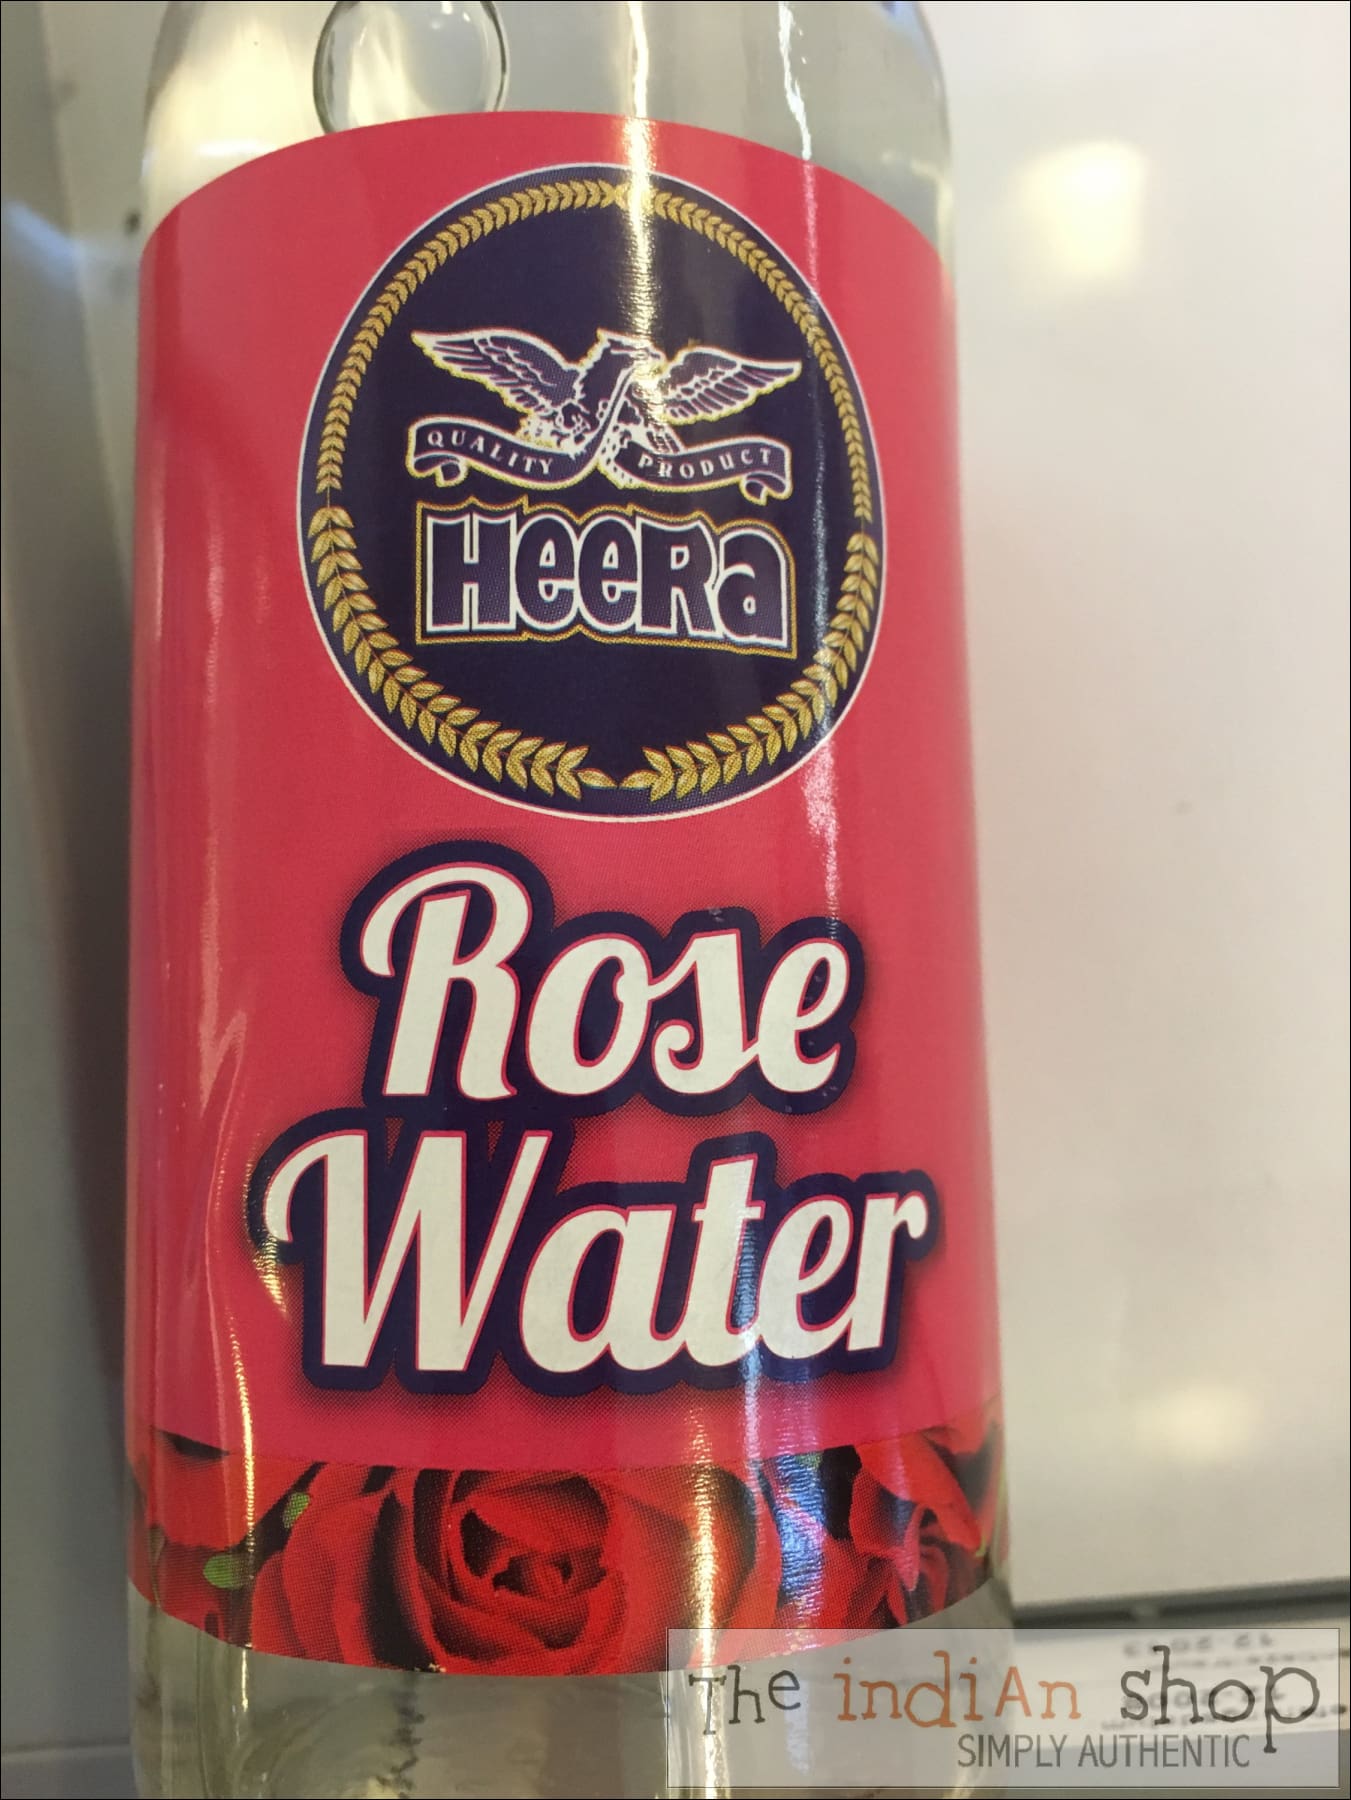 QUALITY PRODUCT
HeeRa
Rose
Water
The indiAn shop
SIMPLY AUTHENTIC